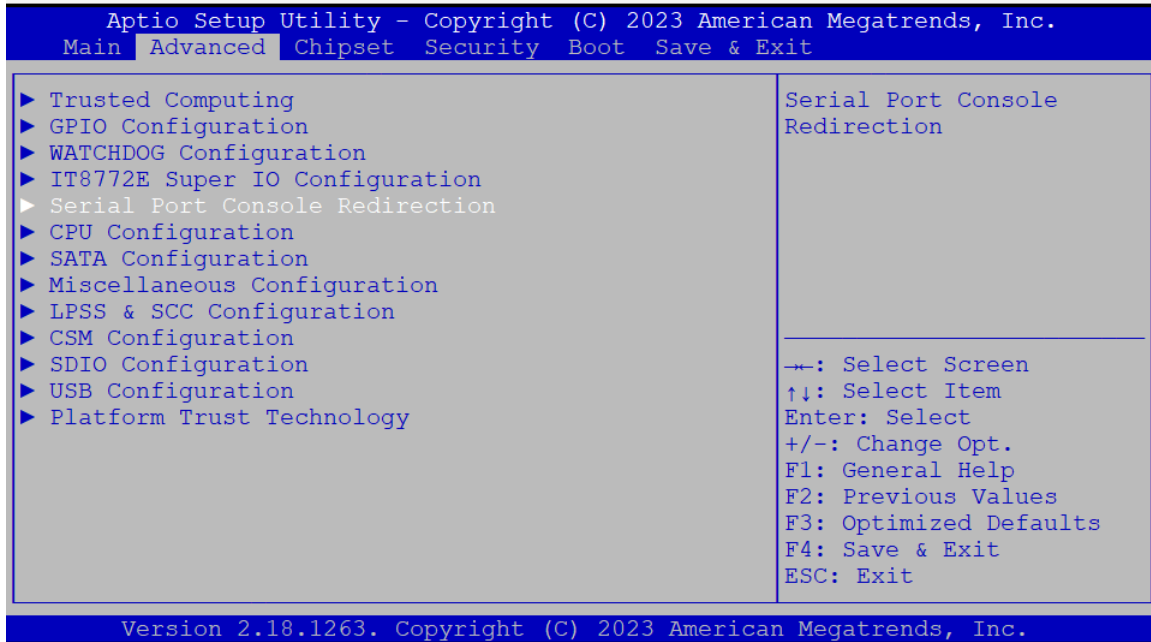 Aptio Setup Utility – Copyright (C) 2023 American Megatrends, Inc.
Main Advanced Chipset Security Boot Save & Exit
► Trusted Computing
► GPIO Configuration
► WATCHDOG Configuration
► IT8772E Super IO Configuration
► Serial Port Console Redirection
► CPU Configuration
► SATA Configuration
► Miscellaneous Configuration
► LPSS & SCC Configuration
► CSM Configuration
► SDIO Configuration
► USB Configuration
► Platform Trust Technology
Serial Port Console
Redirection
→←: Select Screen
↑↓: Select Item
Enter: Select
+/-: Change Opt.
F1: General Help
F2: Previous Values
F3: Optimized Defaults
F4: Save & Exit
ESC: Exit
Version 2.18.1263. Copyright (C) 2023 American Megatrends, Inc.